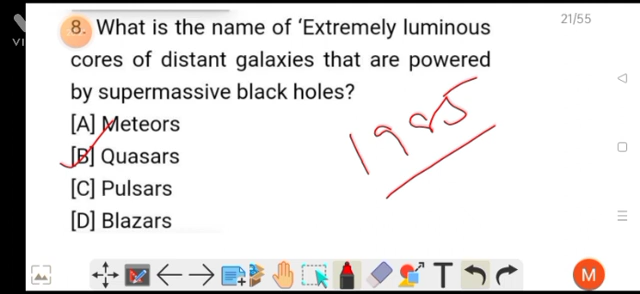 21/55
8. What is the name of ‘Extremely luminous
cores of distant galaxies that are powered
by supermassive black holes?
[A] Meteors
[B] Quasars
[C] Pulsars
[D] Blazars
1985
T
M